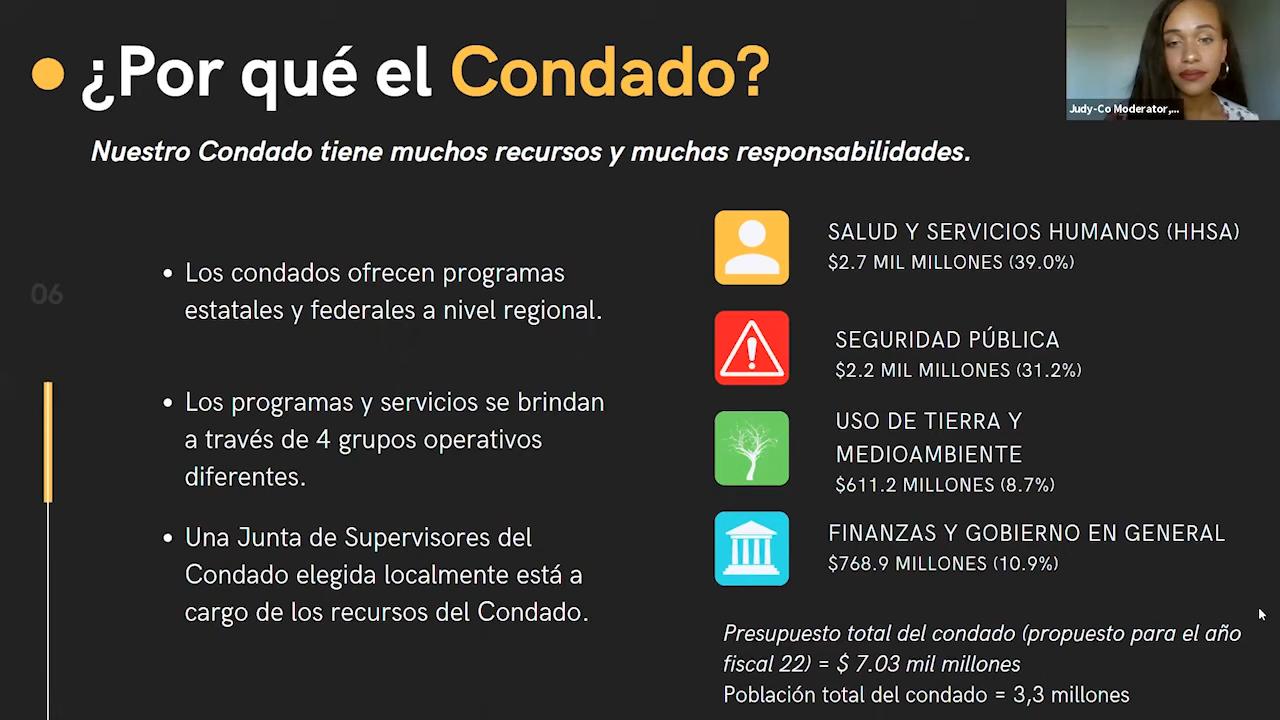 ¿Por qué el Condado?
Judy-Co Moderator,...
Nuestro Condado tiene muchos recursos y muchas responsabilidades.
06
Los condados ofrecen programas
estatales y federales a nivel regional.
Los programas y servicios se brindan
a través de 4 grupos operativos
diferentes.
Una Junta de Supervisores del
Condado elegida localmente está a
cargo de los recursos del Condado.
SALUD Y SERVICIOS HUMANOS (HHSA)
$2.7 MIL MILLONES (39.0%)
SEGURIDAD PÚBLICA
$2.2 MIL MILLONES (31.2%)
USO DE TIERRA Y
MEDIOAMBIENTE
$611.2 MILLONES (8.7%)
FINANZAS Y GOBIERNO EN GENERAL
$768.9 MILLONES (10.9%)
Presupuesto total del condado (propuesto para el año
fiscal 22) = $ 7.03 mil millones
Población total del condado = 3,3 millones